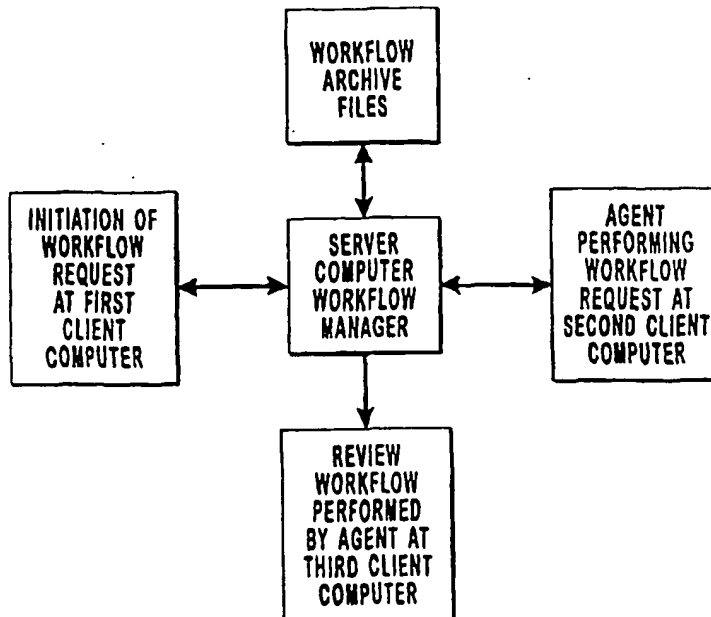 WORKFLOW
ARCHIVE
FILES
INITIATION OF
WORKFLOW
REQUEST
AT FIRST
CLIENT
COMPUTER
SERVER
COMPUTER
WORKFLOW
MANAGER
AGENT
PERFORMING
WORKFLOW
REQUEST AT
SECOND CLIENT
COMPUTER
REVIEW
WORKFLOW
PERFORMED
BY AGENT AT
THIRD CLIENT
COMPUTER